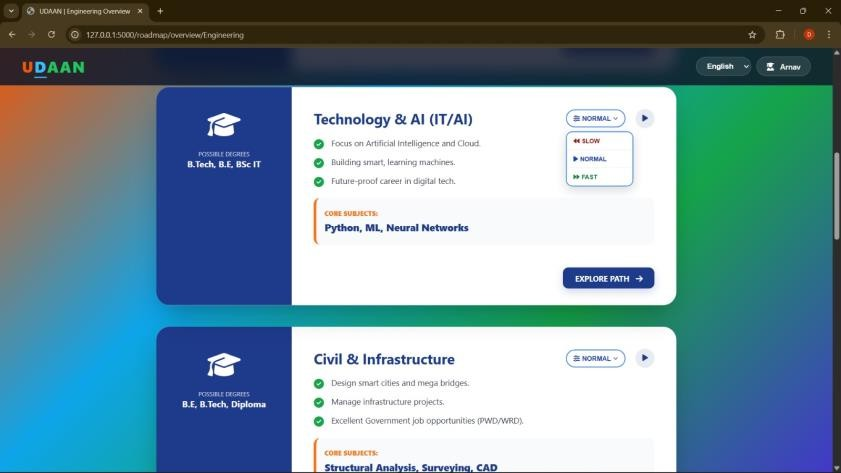 UDAAN | Engineering Overview
127.0.0.1:5000/roadmap/overview/Engineering
D
UDAAN
English
Arnav
POSSIBLE DEGREES
B.Tech, B.E, BSc IT
Technology & AI (IT/AI)
NORMAL
SLOW
NORMAL
FAST
Focus on Artificial Intelligence and Cloud.
Building smart, learning machines.
Future-proof career in digital tech.
CORE SUBJECTS:
Python, ML, Neural Networks
EXPLORE PATH
POSSIBLE DEGREES
B.E, B.Tech, Diploma
Civil & Infrastructure
NORMAL
Design smart cities and mega bridges.
Manage infrastructure projects.
Excellent Government job opportunities (PWD/WRD).
CORE SUBJECTS:
Structural Analysis, Surveying, CAD